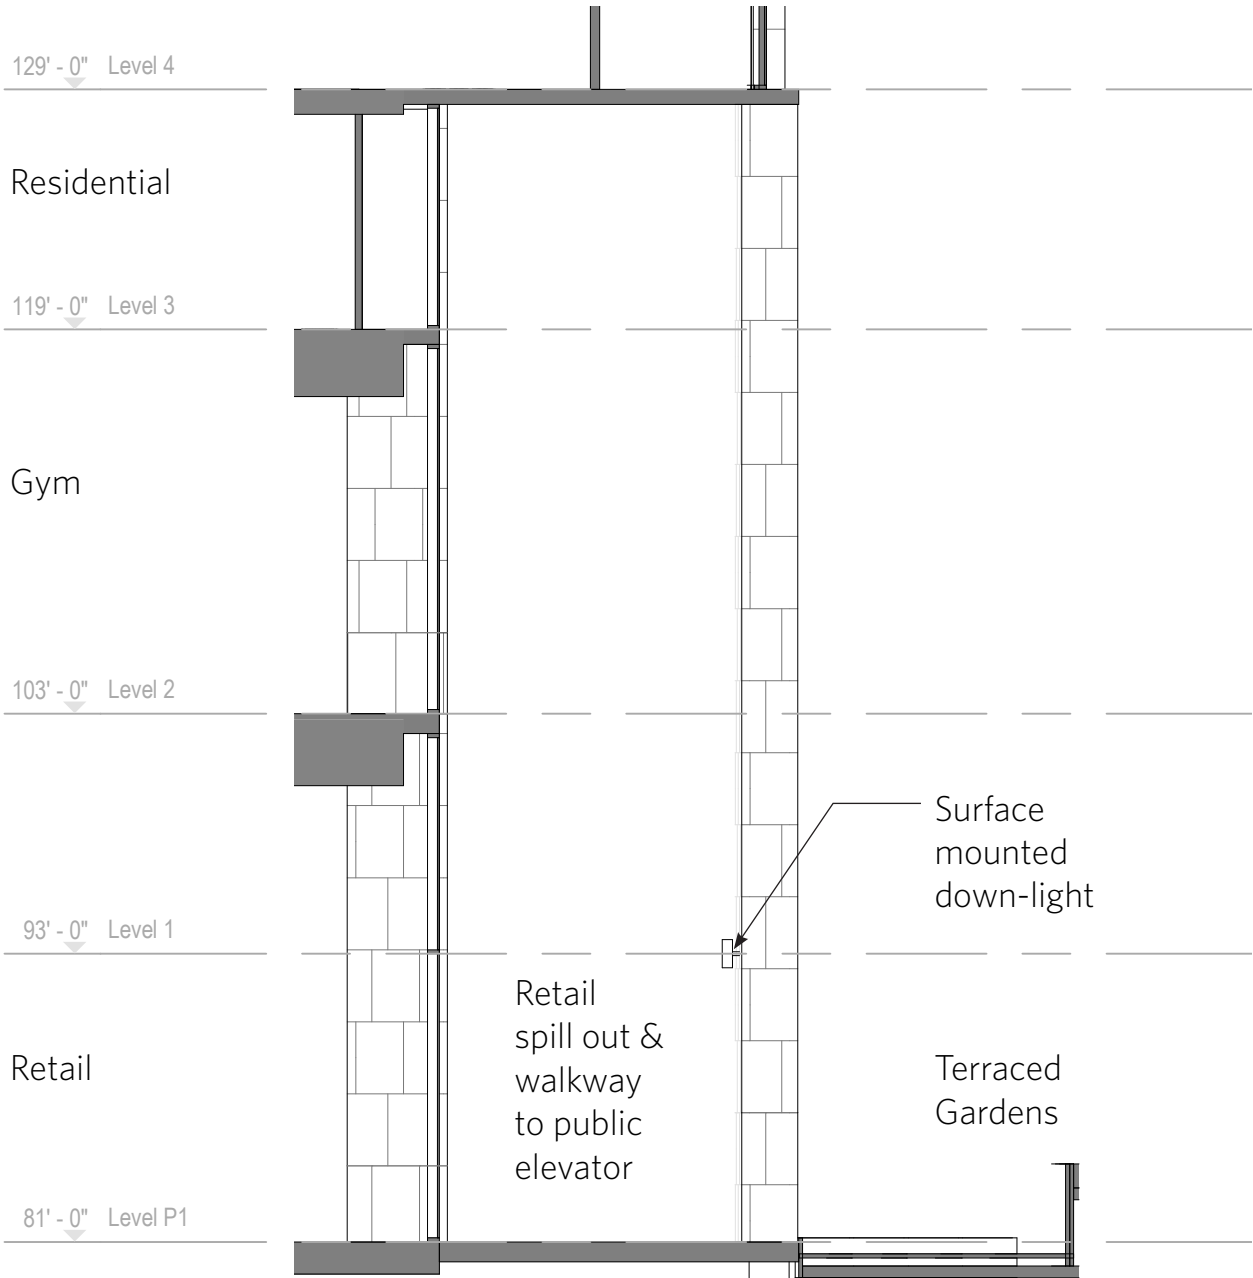 129' - 0" Level 4
Residential
119' - 0" Level 3
Gym
103' - 0" Level 2
Surface
mounted
down-light
93' - 0" Level 1
Retail
spill out &
walkway
to public
elevator
Retail
Terraced
Gardens
81' - 0" Level P1